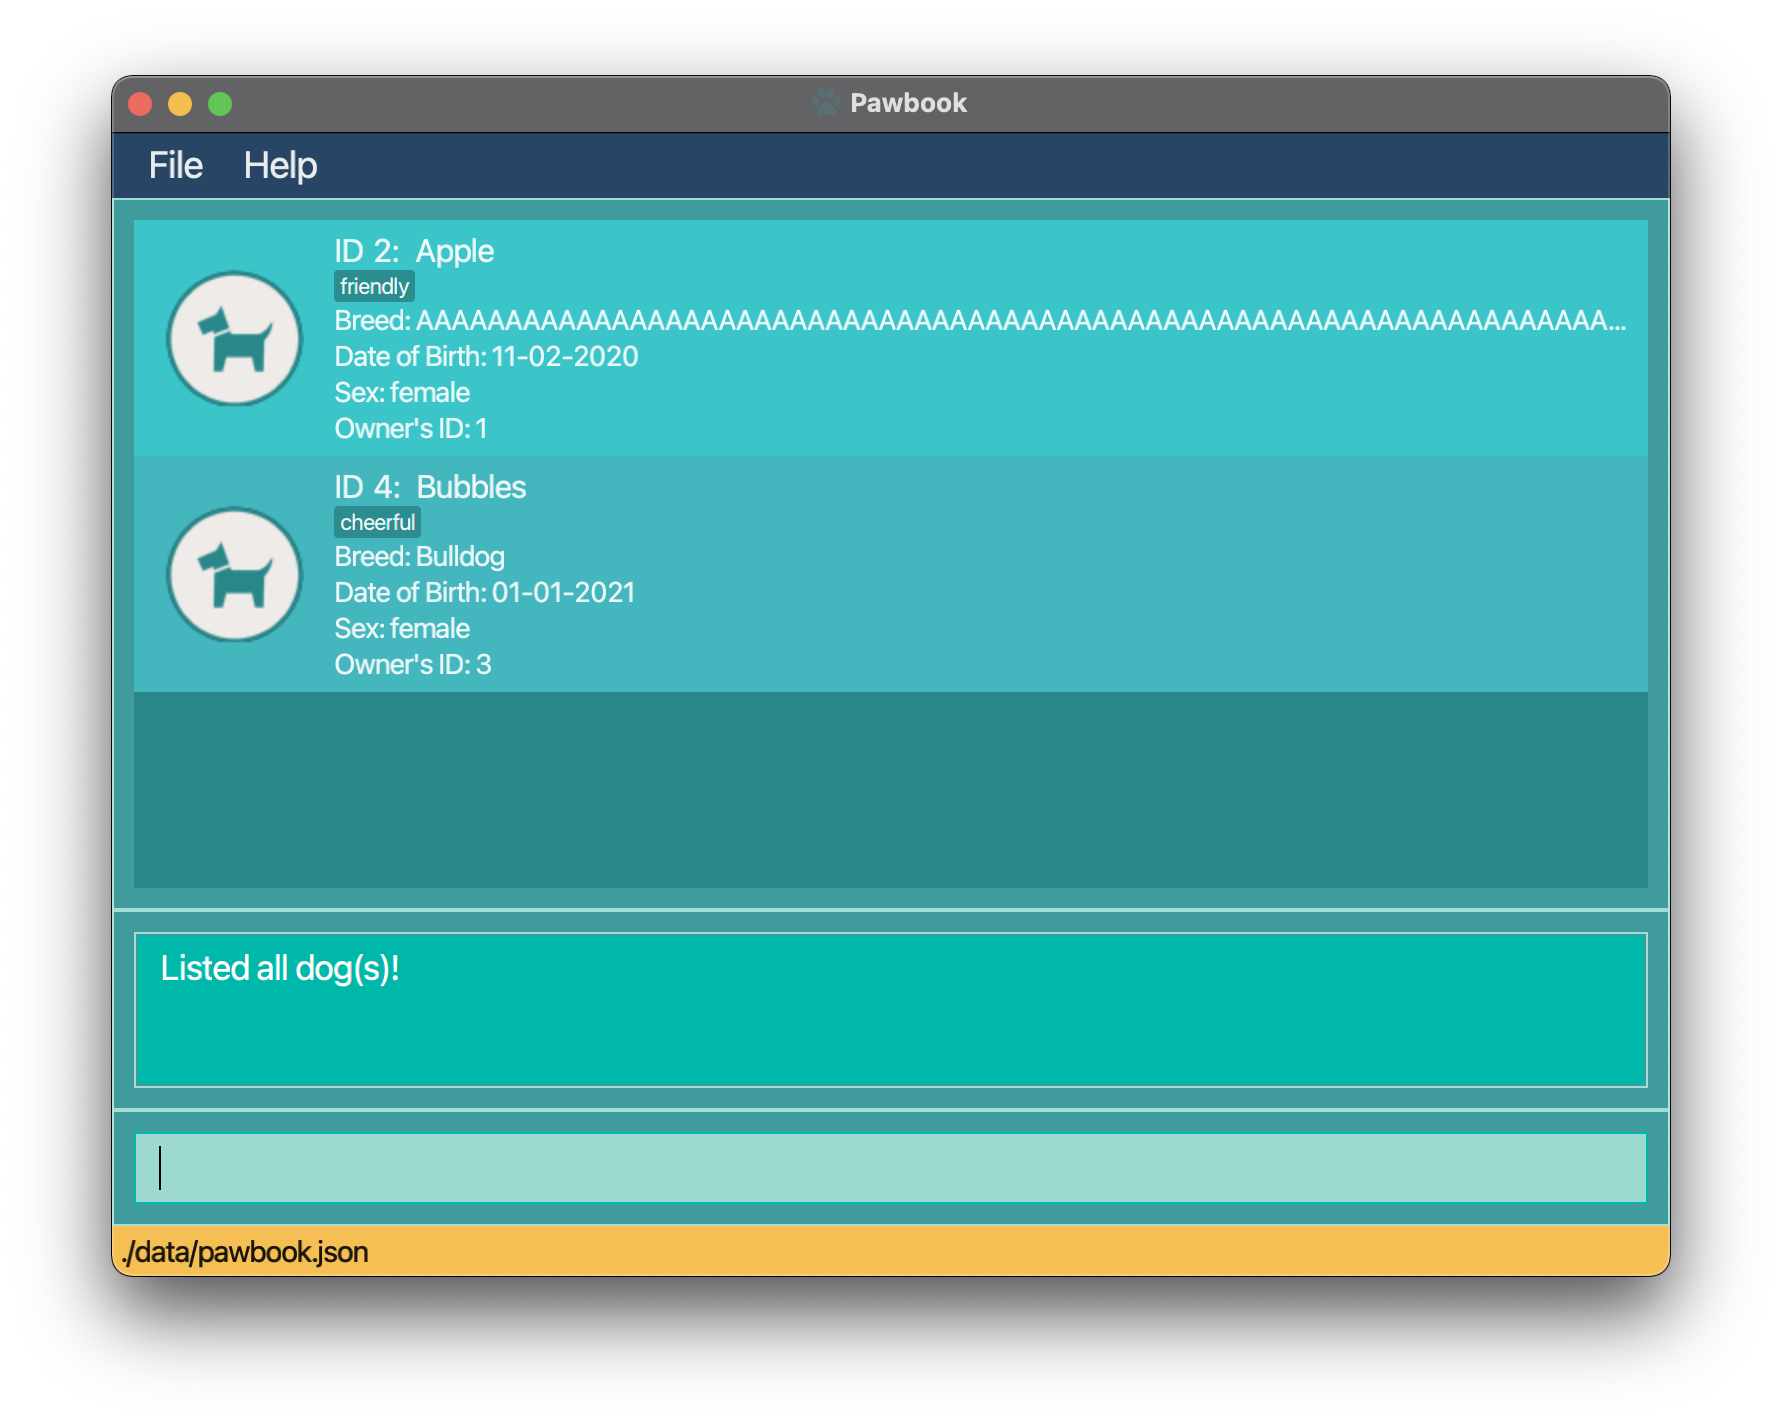 Pawbook
File Help
ID 2: Apple
friendly
Breed: AAAAAAAAAAAAAAAAAAAAAAAAAAAAAAAAAAAAAAAAAAAAAAAAAAAAAAAAAAAAAAAAAAA...
Date of Birth: 11-02-2020
Sex: female
Owner's ID: 1
ID 4: Bubbles
cheerful
Breed: Bulldog
Date of Birth: 01-01-2021
Sex: female
Owner's ID: 3
Listed all dog(s)!
./data/pawbook.json